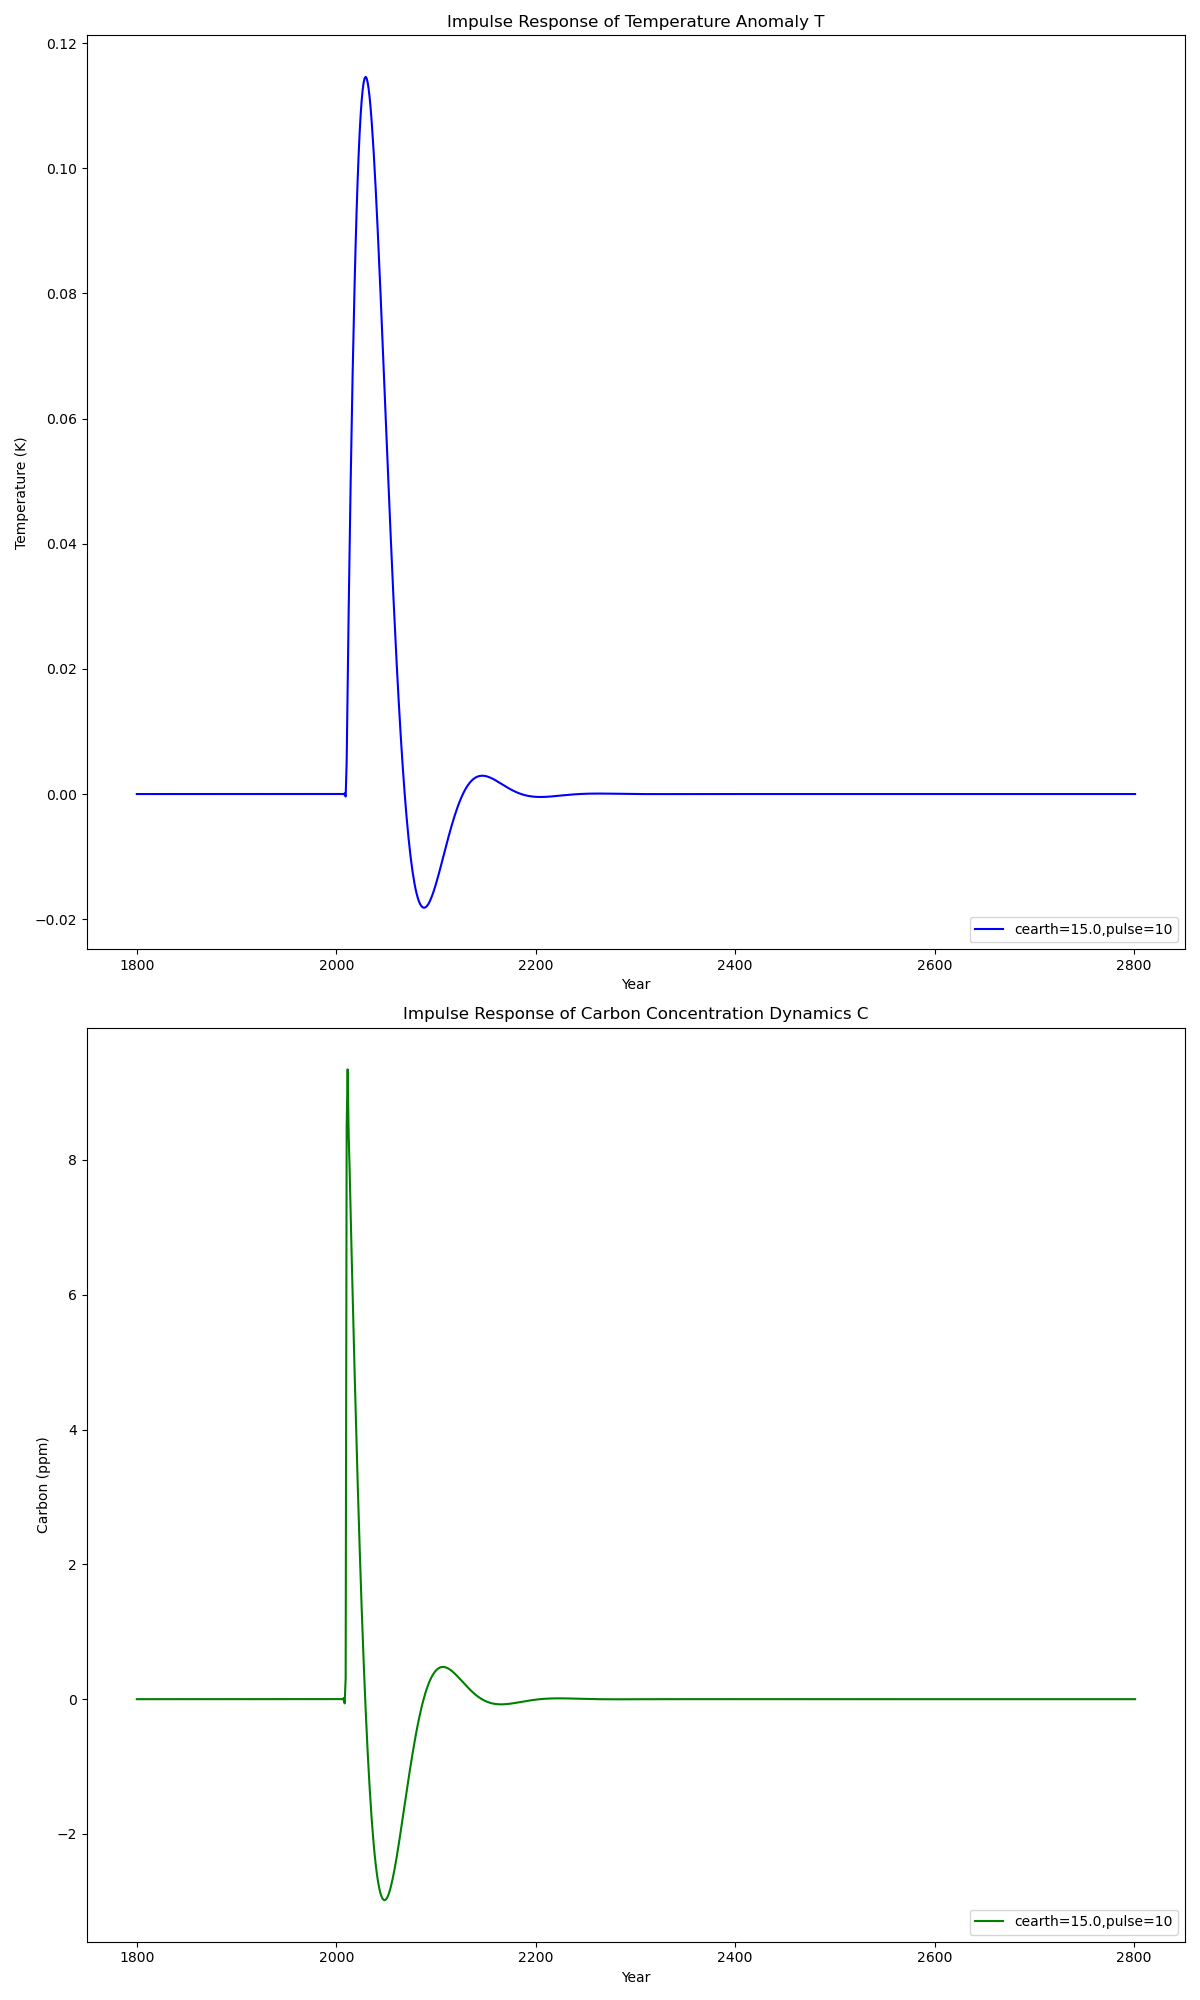 Impulse Response of Temperature Anomaly T
0.12
0.10
0.08
0.06
0.04
0.02
0.00
−0.02
Temperature (K)
cearth=15.0,pulse=10
1800 2000 2200 2400 2600 2800
Year
Impulse Response of Carbon Concentration Dynamics C
8
6
4
2
0
−2
Carbon (ppm)
cearth=15.0,pulse=10
1800 2000 2200 2400 2600 2800
Year